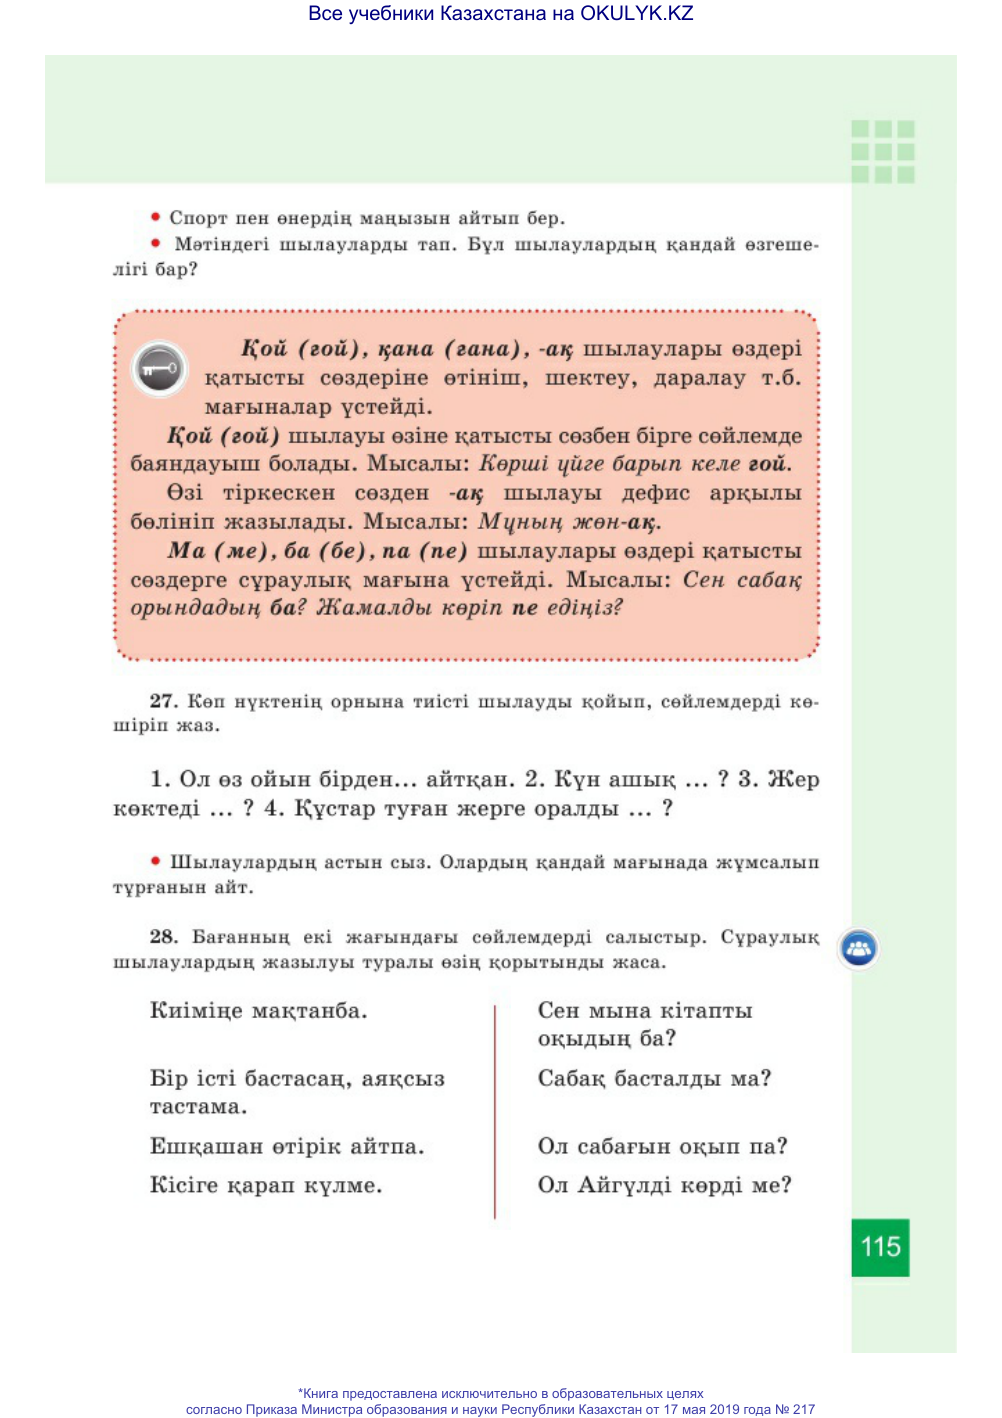 Все учебники Казахстана на OKULYK.KZ
• Спорт пен өнердің маңызын айтып бер.
• Мәтіндегі шылауларды тап. Бұл шылаулардың қандай өзгеше-
лігі бар?
Қой (ғой), қана (ғана), -ақ шылаулары өздері
қатысты сөздеріне өтініш, шектеу, даралау т.б.
мағыналар үстейді.
Қой (ғой) шылауы өзіне қатысты сөзбен бірге сөйлемде
баяндауыш болады. Мысалы: Көрші үйге барып келе ғой.
Өзі тіркескен сөзден -ақ шылауы дефис арқылы
бөлініп жазылады. Мысалы: Мұның жөн-ақ.
Ма (ме), ба (бе), па (пе) шылаулары өздері қатысты
сөздерге сұраулық мағына үстейді. Мысалы: Сен сабақ
орындадың ба? Жамалды көріп пе едіңіз?
27. Көп нүктенің орнына тиісті шылауды қойып, сөйлемдерді кө-
шіріп жаз.
1. Ол өз ойын бірден... айтқан. 2. Күн ашық ... ? 3. Жер
көктеді ... ? 4. Құстар туған жерге оралды ... ?
• Шылаулардың астын сыз. Олардың қандай мағынада жұмсалып
тұрғанын айт.
28. Бағанның екі жағындағы сөйлемдерді салыстыр. Сұраулық
шылаулардың жазылуы туралы өзің қорытынды жаса.
Киіміңе мақтанба.
Сен мына кітапты
оқыдың ба?
Бір істі бастасаң, аяқсыз
тастама.
Сабақ басталды ма?
Ешқашан өтірік айтпа.
Ол сабағын оқып па?
Кісіге қарап күлме.
Ол Айгүлді көрді ме?
115
*Книга предоставлена исключительно в образовательных целях
согласно Приказа Министра образования и науки Республики Казахстан от 17 мая 2019 года № 217